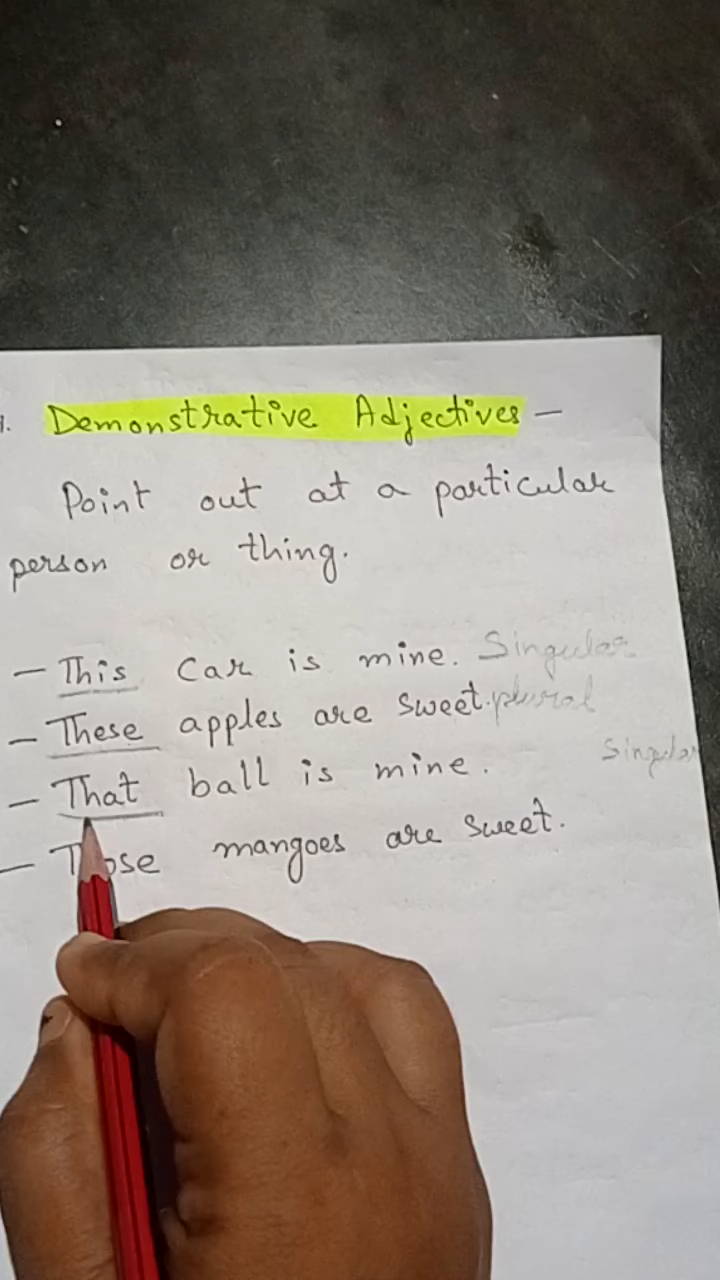 1. Demonstrative Adjectives –
Point out at a particular
person or thing.
– This Car is mine. Singular
– These apples are sweet. plural
– That ball is mine. Singular
– Those mangoes are sweet.